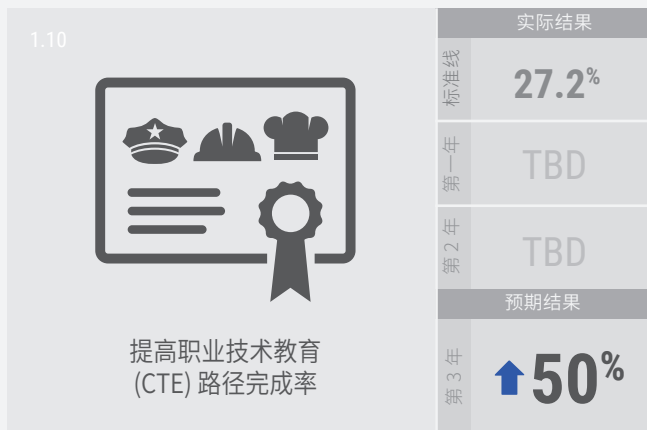 1.10
提高职业技术教育
(CTE) 路径完成率
实际结果
标准线
27.2%
第一年
TBD
第 2 年
TBD
预期结果
第 3 年
50%